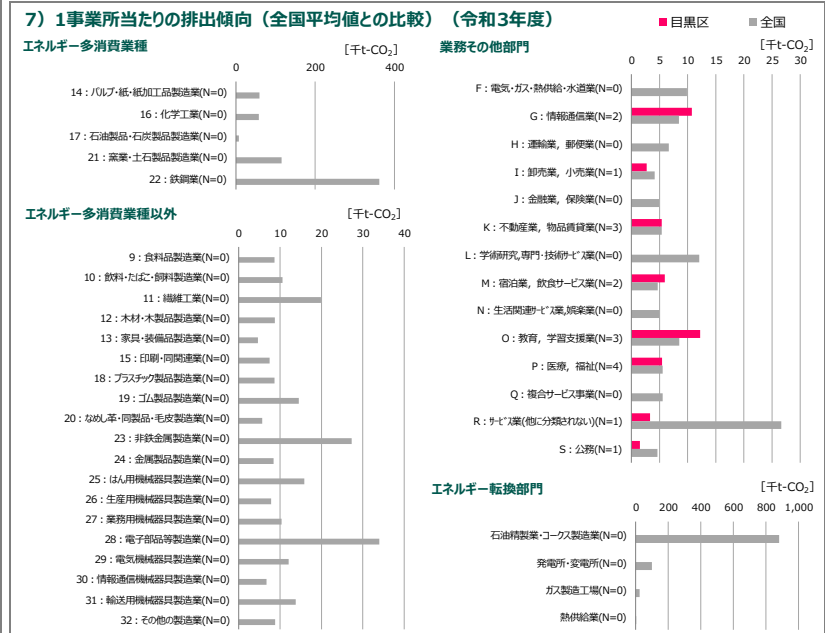 7）1事業所当たりの排出傾向（全国平均値との比較）（令和3年度）
■目黒区 ■全国
エネルギー多消費業種
[千t-CO₂]
0 200 400
14：パルプ・紙・紙加工品製造業(N=0)
16：化学工業(N=0)
17：石油製品・石炭製品製造業(N=0)
21：窯業・土石製品製造業(N=0)
22：鉄鋼業(N=0)
エネルギー多消費業種以外
[千t-CO₂]
0 10 20 30 40
9：食料品製造業(N=0)
10：飲料・たばこ・飼料製造業(N=0)
11：繊維工業(N=0)
12：木材・木製品製造業(N=0)
13：家具・装備品製造業(N=0)
15：印刷・同関連業(N=0)
18：プラスチック製品製造業(N=0)
19：ゴム製品製造業(N=0)
20：なめし革・同製品・毛皮製造業(N=0)
23：非鉄金属製造業(N=0)
24：金属製品製造業(N=0)
25：はん用機械器具製造業(N=0)
26：生産用機械器具製造業(N=0)
27：業務用機械器具製造業(N=0)
28：電子部品等製造業(N=0)
29：電気機械器具製造業(N=0)
30：情報通信機械器具製造業(N=0)
31：輸送用機械器具製造業(N=0)
32：その他の製造業(N=0)
業務その他部門
[千t-CO₂]
0 5 10 15 20 25 30
F：電気・ガス・熱供給・水道業(N=0)
G：情報通信業(N=2)
H：運輸業，郵便業(N=0)
I：卸売業，小売業(N=1)
J：金融業，保険業(N=0)
K：不動産業，物品賃貸業(N=3)
L：学術研究,専門・技術サービス業(N=0)
M：宿泊業，飲食サービス業(N=2)
N：生活関連サービス業,娯楽業(N=0)
O：教育，学習支援業(N=3)
P：医療，福祉(N=4)
Q：複合サービス事業(N=0)
R：サービス業(他に分類されない)(N=1)
S：公務(N=1)
エネルギー転換部門
[千t-CO₂]
0 200 400 600 800 1,000
石油精製業・コークス製造業(N=0)
発電所・変電所(N=0)
ガス製造工場(N=0)
熱供給業(N=0)